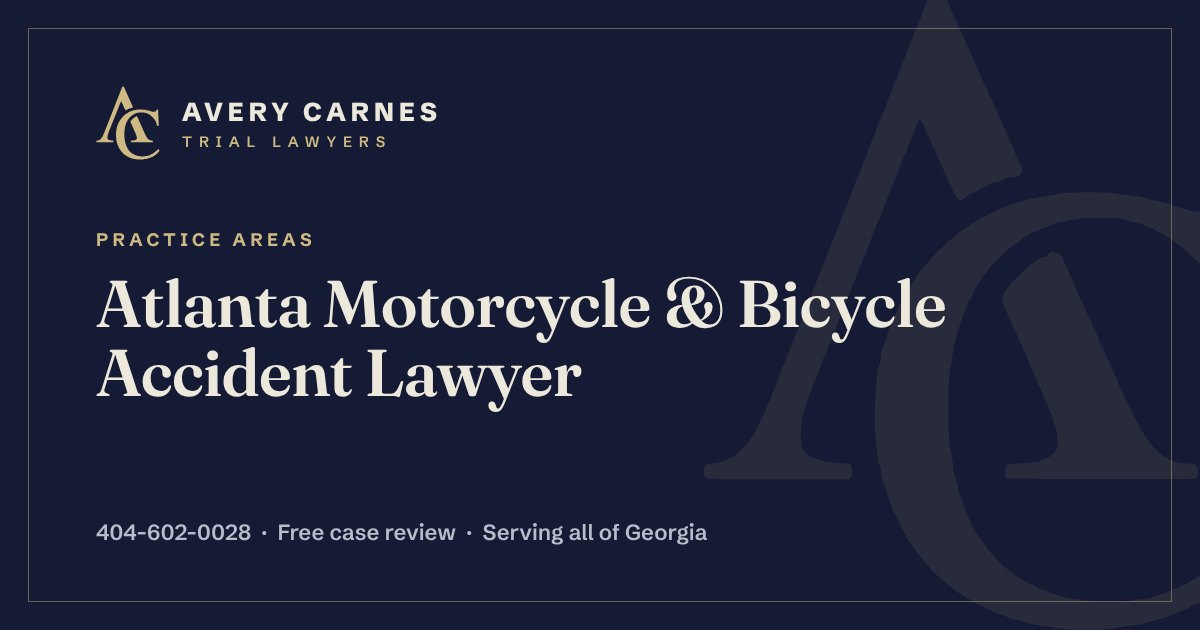 AVERY CARNES
TRIAL LAWYERS
PRACTICE AREAS
Atlanta Motorcycle & Bicycle
Accident Lawyer
404-602-0028 · Free case review · Serving all of Georgia